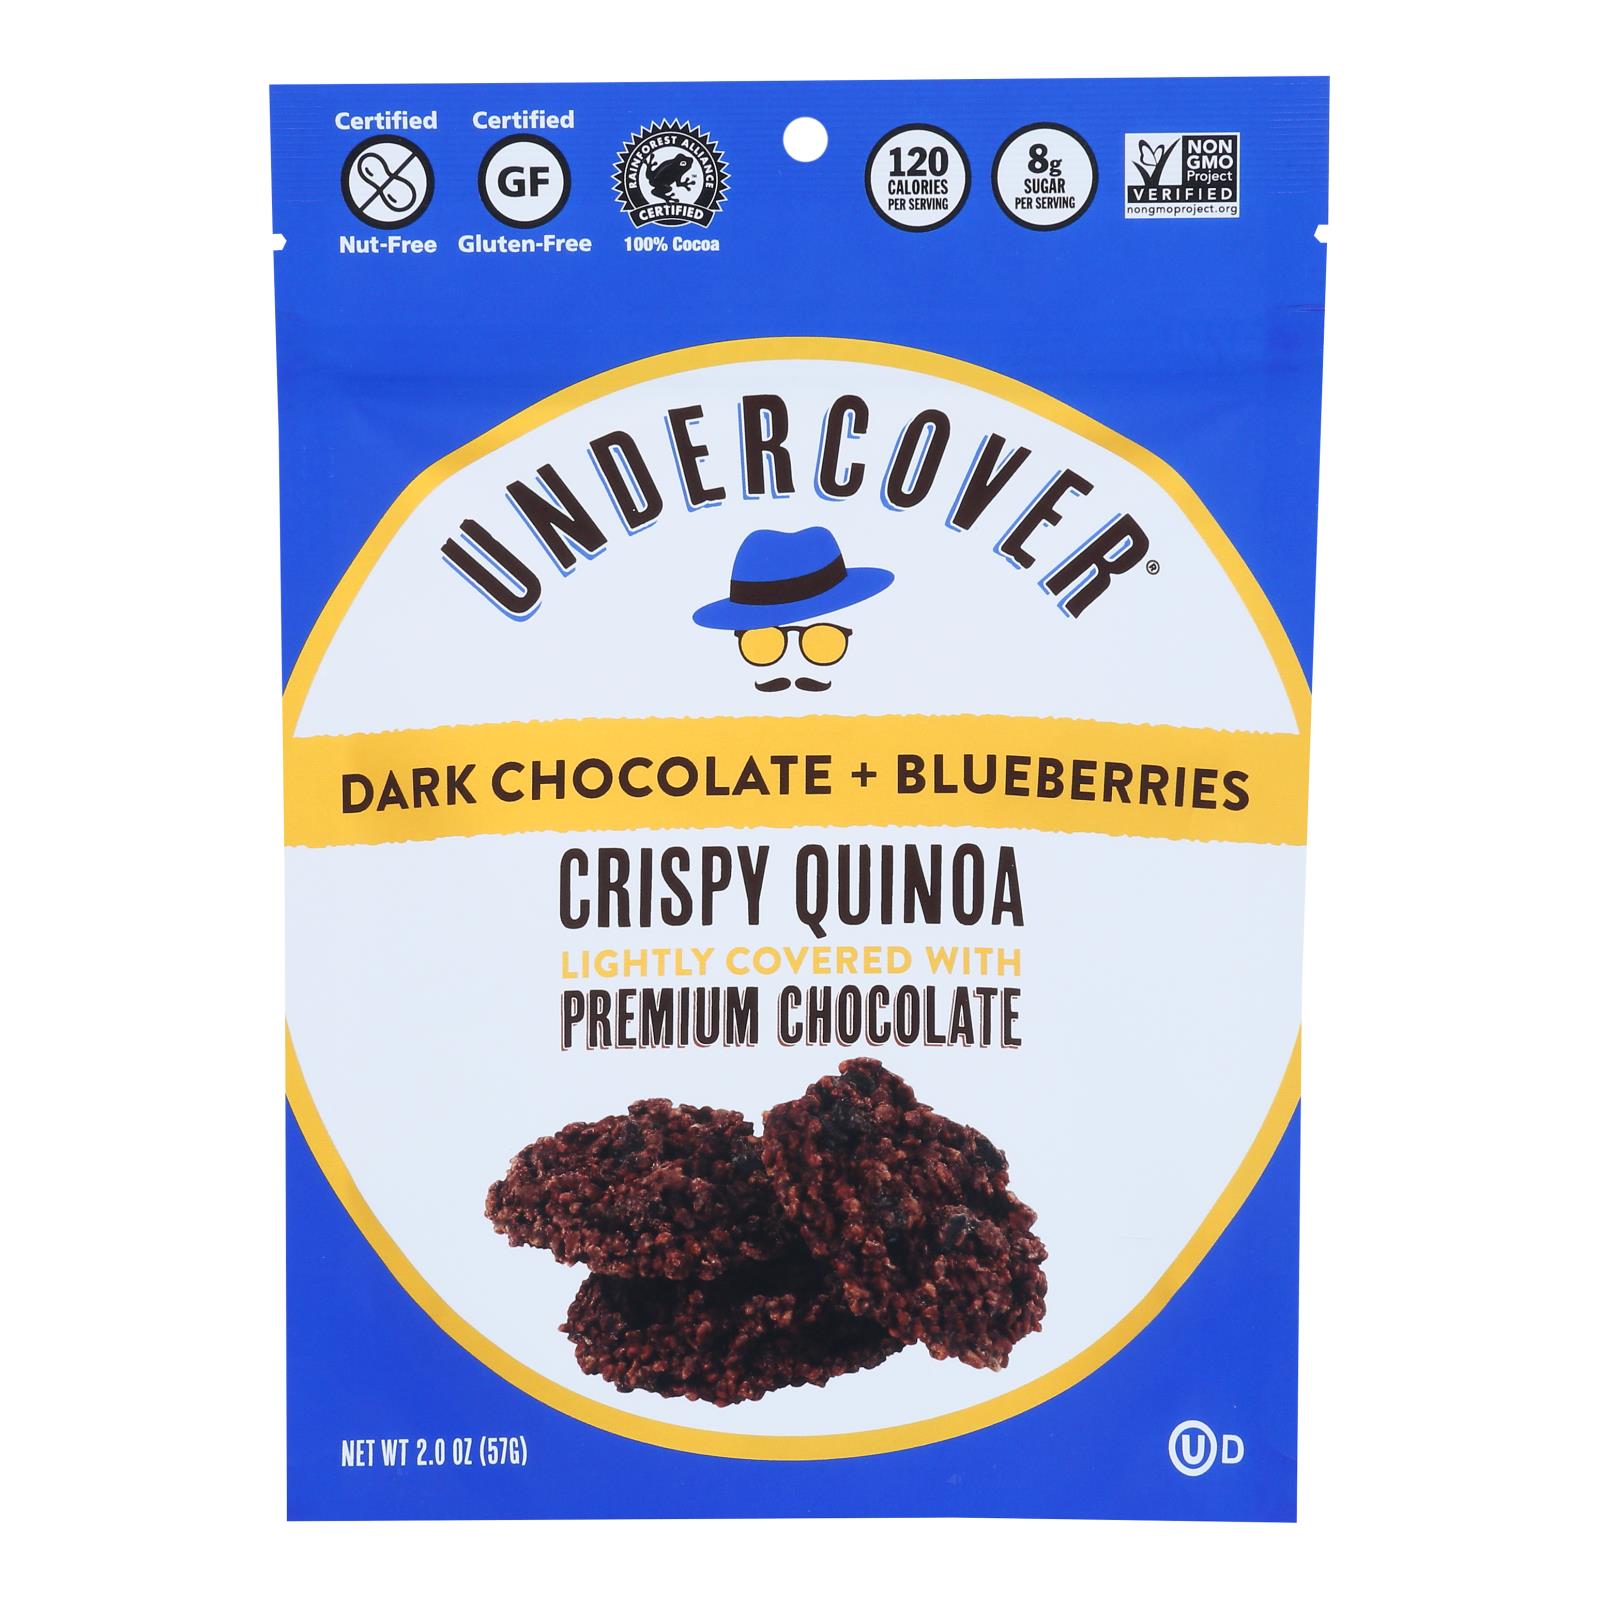 Certified
Nut-Free
Certified
GF
Gluten-Free
RAINFOREST ALLIANCE
CERTIFIED
100% Cocoa
120
CALORIES
PER SERVING
8g
SUGAR
PER SERVING
NON
GMO
Project
VERIFIED
nongmoproject.org
UNDERCOVER®
DARK CHOCOLATE + BLUEBERRIES
CRISPY QUINOA
LIGHTLY COVERED WITH
PREMIUM CHOCOLATE
NET WT 2.0 OZ (57G)
U D